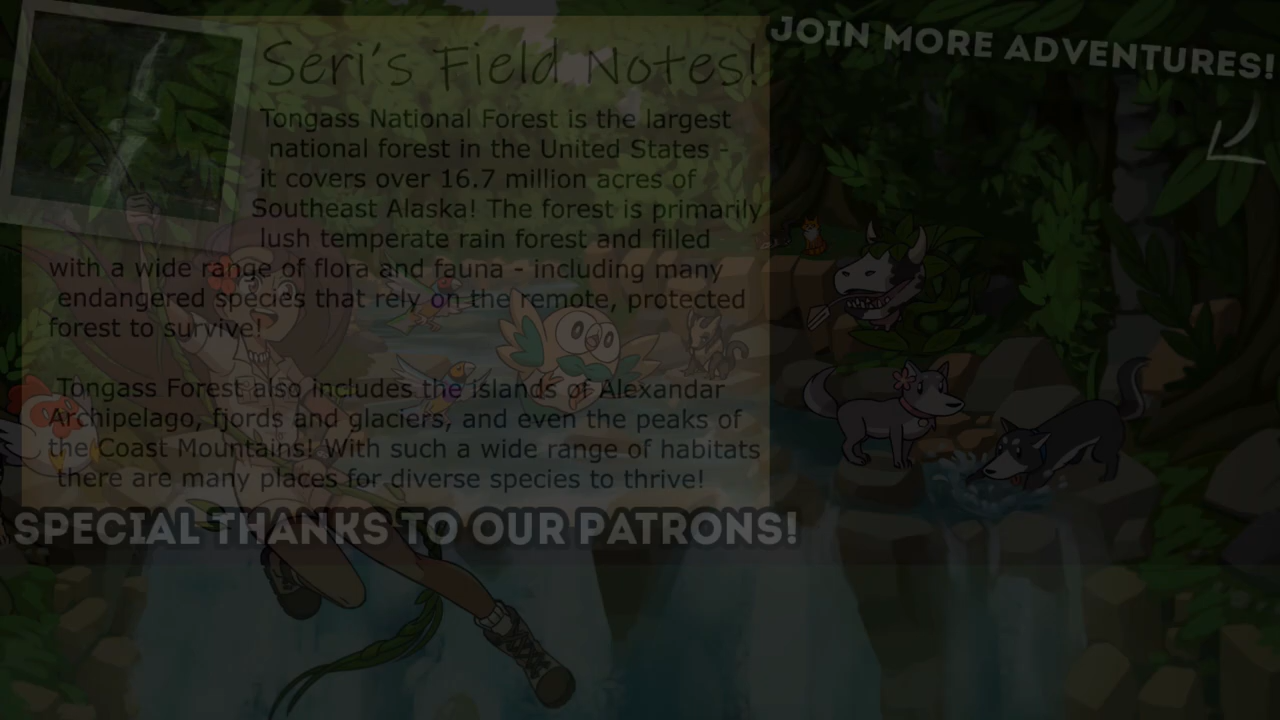 Seri's Field Notes!
JOIN MORE ADVENTURES!
Tongass National Forest is the largest
national forest in the United States -
it covers over 16.7 million acres of
Southeast Alaska! The forest is primarily
lush temperate rain forest and filled
with a wide range of flora and fauna - including many
endangered species that rely on the remote, protected
forest to survive!
Tongass Forest also includes the islands of Alexandar
Archipelago, fjords and glaciers, and even the peaks of
the Coast Mountains! With such a wide range of habitats
there are many places for diverse species to thrive!
SPECIAL THANKS TO OUR PATRONS!